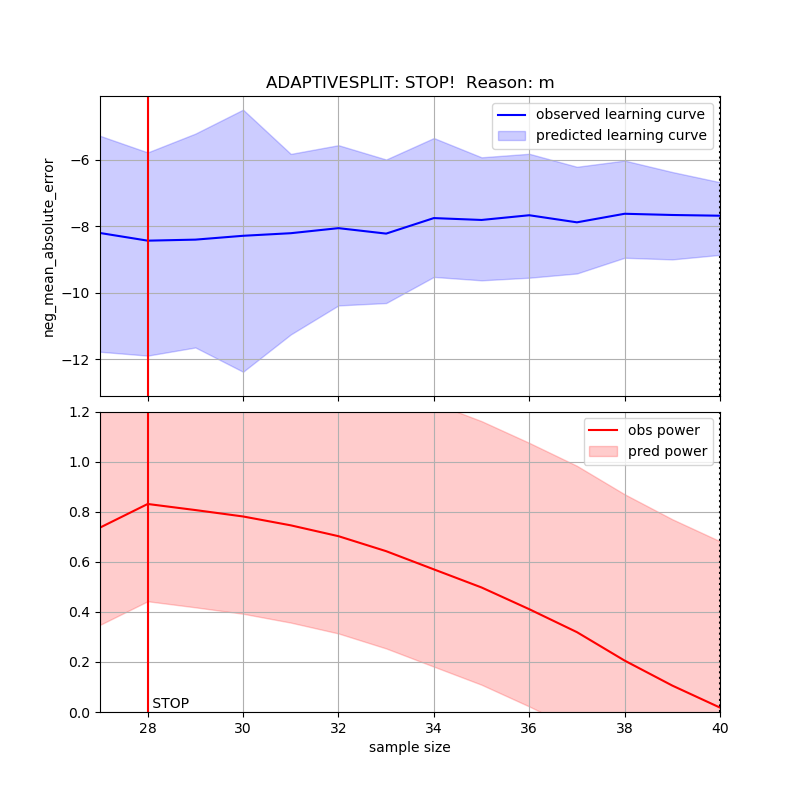 ADAPTIVESPLIT: STOP!  Reason: m
observed learning curve
predicted learning curve
neg_mean_absolute_error
−6
−8
−10
−12
obs power
pred power
1.2
1.0
0.8
0.6
0.4
0.2
0.0
STOP
28 30 32 34 36 38 40
sample size